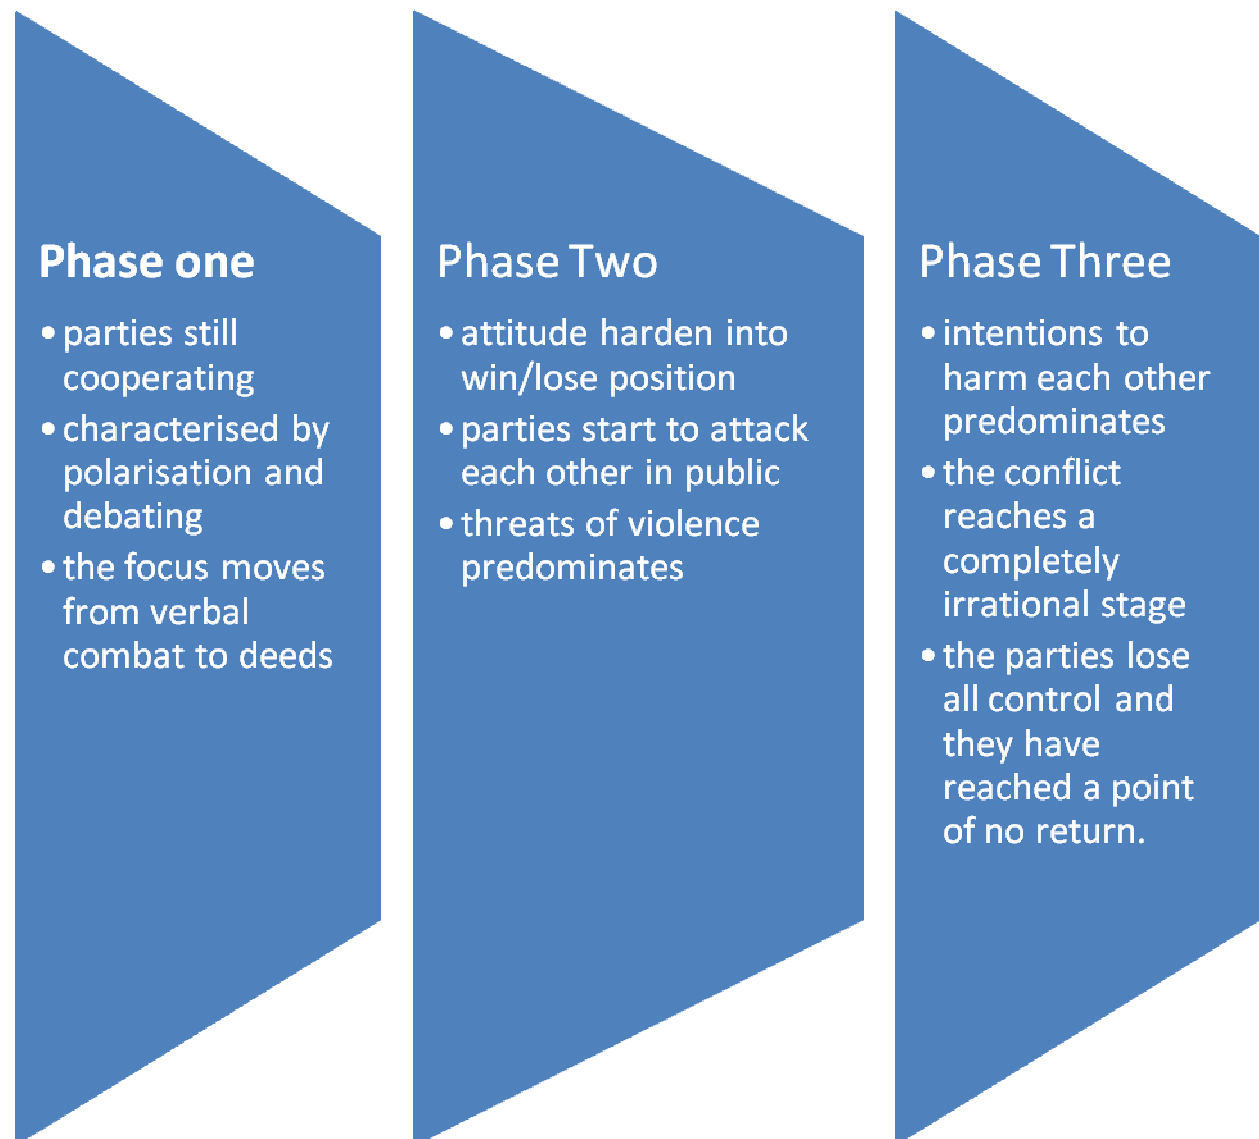 Phase one
• parties still
cooperating
• characterised by
polarisation and
debating
• the focus moves
from verbal
combat to deeds
Phase Two
• attitude harden into
win/lose position
• parties start to attack
each other in public
• threats of violence
predominates
Phase Three
• intentions to
harm each other
predominates
• the conflict
reaches a
completely
irrational stage
• the parties lose
all control and
they have
reached a point
of no return.